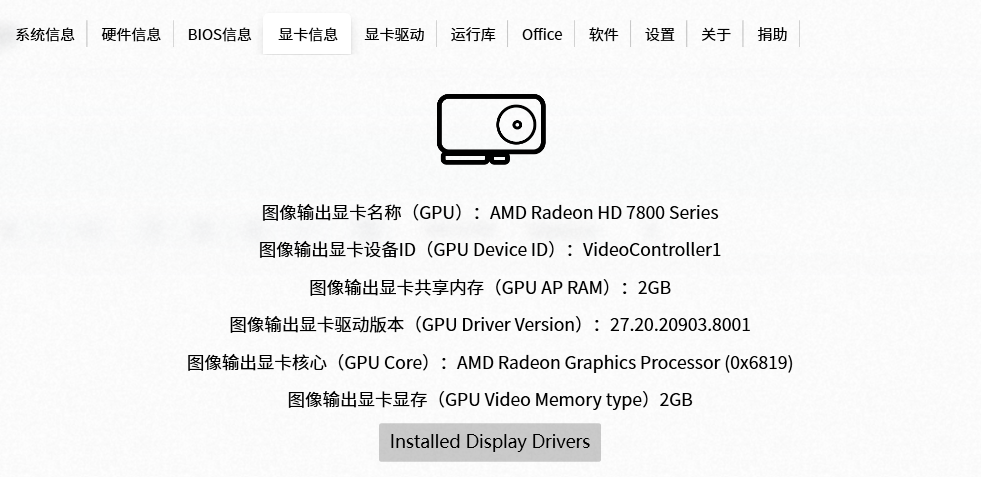 系统信息 硬件信息 BIOS信息 显卡信息 显卡驱动 运行库 Office 软件 设置 关于 捐助
图像输出显卡名称（GPU）：AMD Radeon HD 7800 Series
图像输出显卡设备ID（GPU Device ID）：VideoController1
图像输出显卡共享内存（GPU AP RAM）：2GB
图像输出显卡驱动版本（GPU Driver Version）：27.20.20903.8001
图像输出显卡核心（GPU Core）：AMD Radeon Graphics Processor (0x6819)
图像输出显卡显存（GPU Video Memory type）2GB
Installed Display Drivers